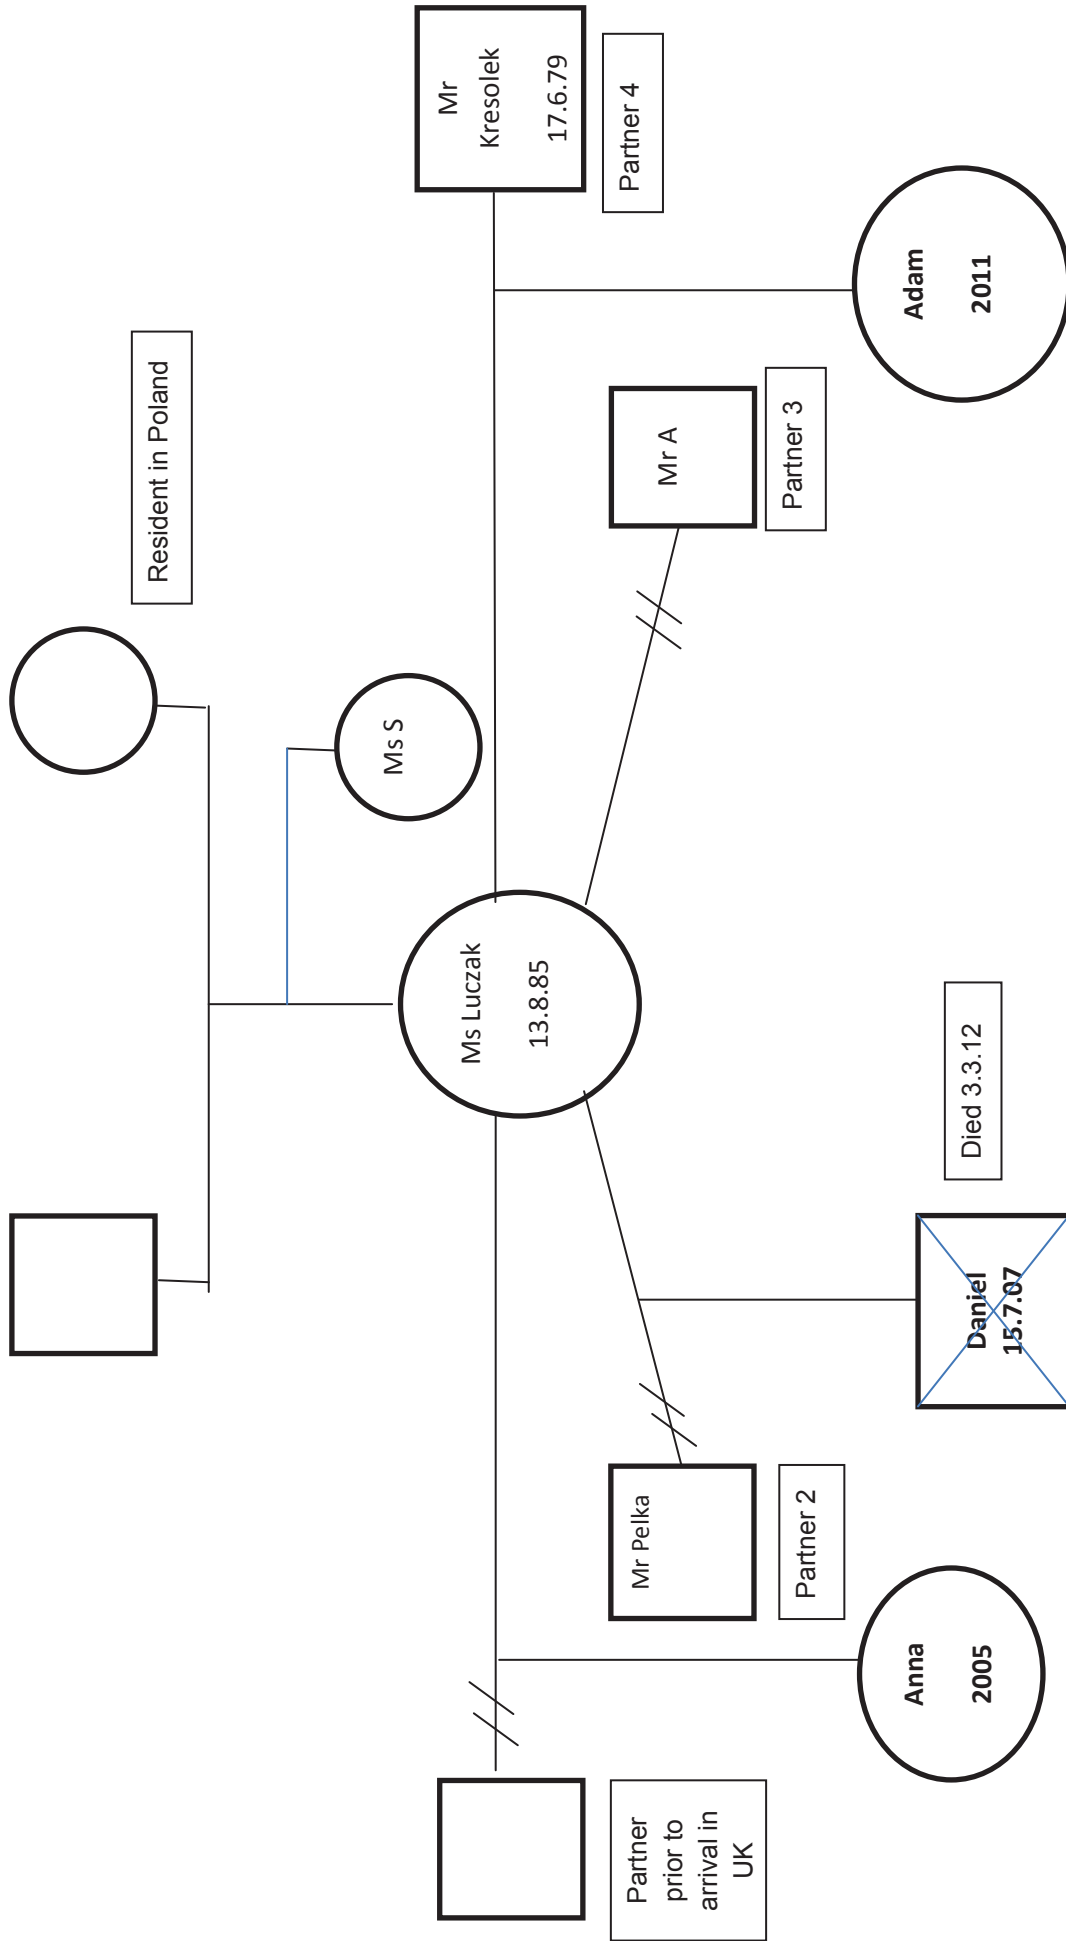 Resident in Poland
Ms S
Ms Luczak
13.8.85
Mr
Kresolek
17.6.79
Partner 4
Partner
prior to
arrival in
UK
Mr Pelka
Partner 2
Mr A
Partner 3
Anna
2005
Daniel
15.7.07
Died 3.3.12
Adam
2011